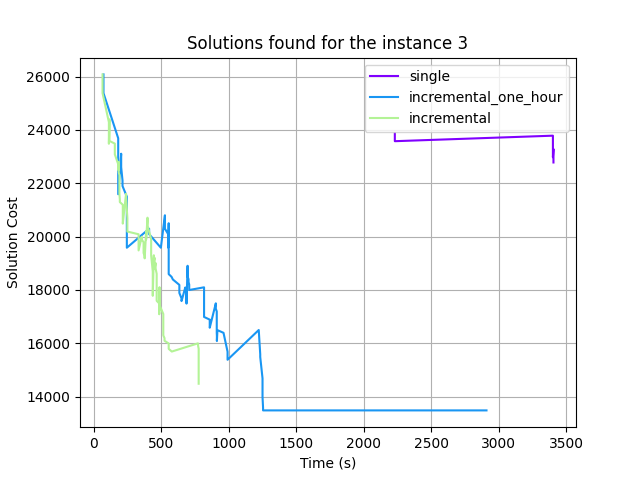 Solutions found for the instance 3
single
incremental_one_hour
incremental
26000
24000
22000
20000
18000
16000
14000
Solution Cost
0
500
1000
1500
2000
2500
3000
3500
Time (s)